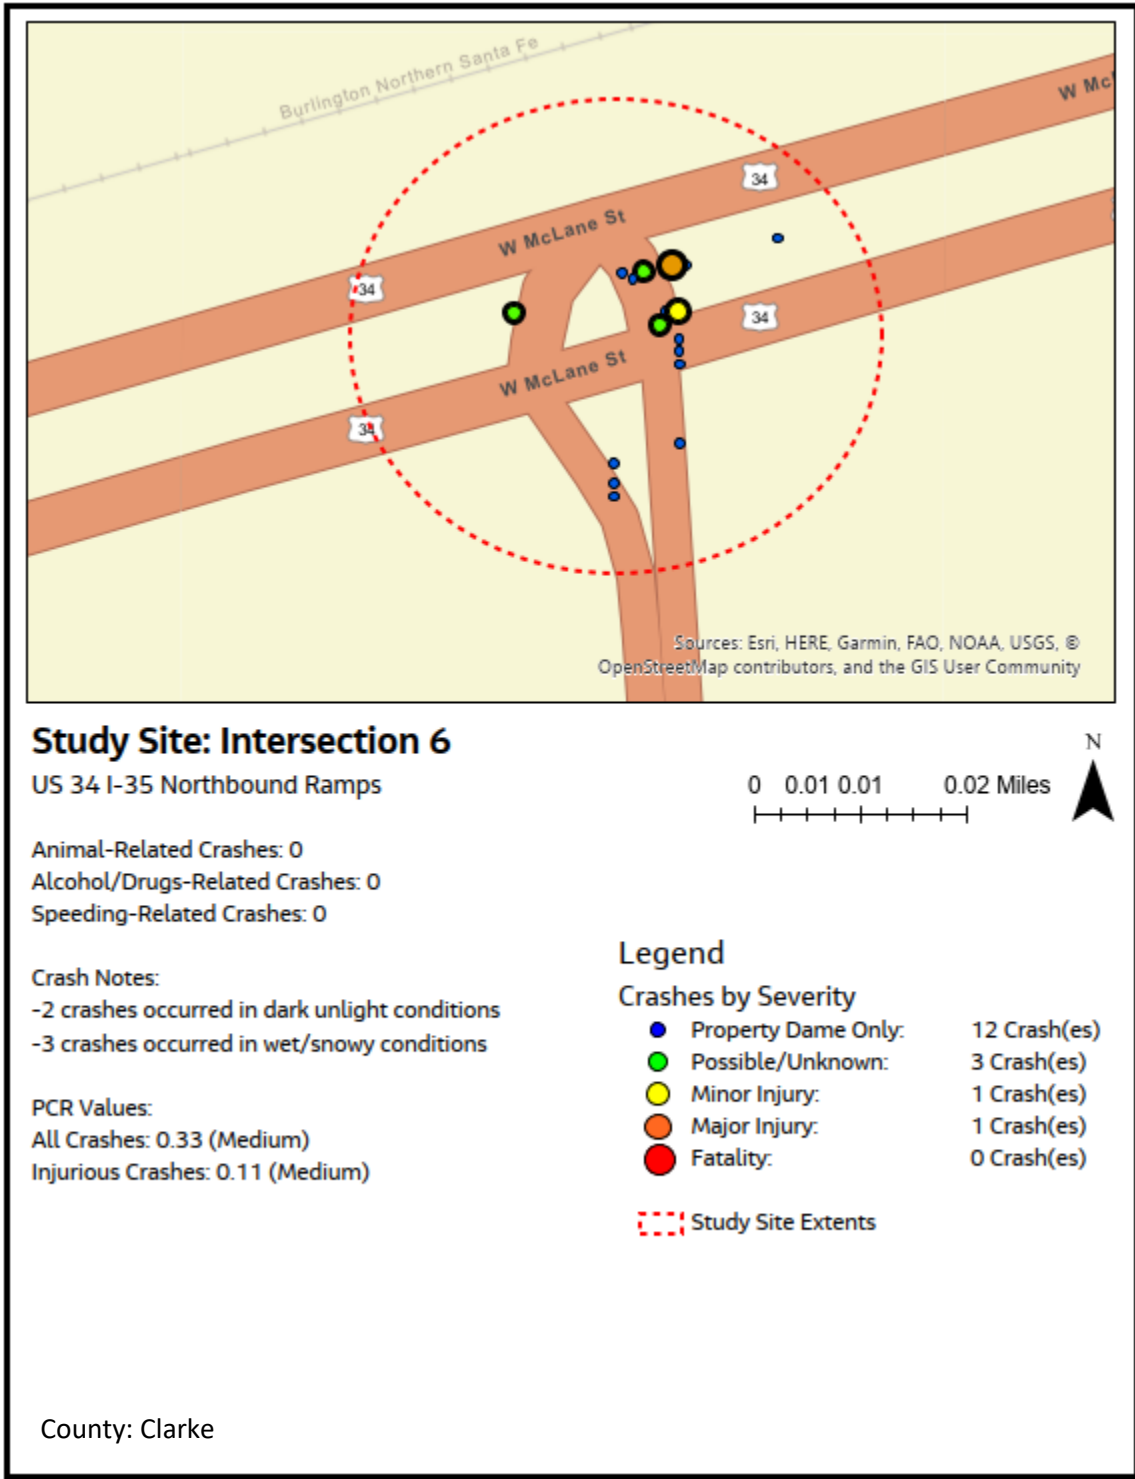 Burlington Northern Santa Fe
W McL
34
W McLane St
34
34
W McLane St
34
Sources: Esri, HERE, Garmin, FAO, NOAA, USGS, ©
OpenStreetMap contributors, and the GIS User Community
Study Site: Intersection 6
US 34 I-35 Northbound Ramps
N
0 0.01 0.01 0.02 Miles
Animal-Related Crashes: 0
Alcohol/Drugs-Related Crashes: 0
Speeding-Related Crashes: 0
Crash Notes:
-2 crashes occurred in dark unlight conditions
-3 crashes occurred in wet/snowy conditions
PCR Values:
All Crashes: 0.33 (Medium)
Injurious Crashes: 0.11 (Medium)
Legend
Crashes by Severity
Property Dame Only: 12 Crash(es)
Possible/Unknown: 3 Crash(es)
Minor Injury: 1 Crash(es)
Major Injury: 1 Crash(es)
Fatality: 0 Crash(es)
Study Site Extents
County: Clarke